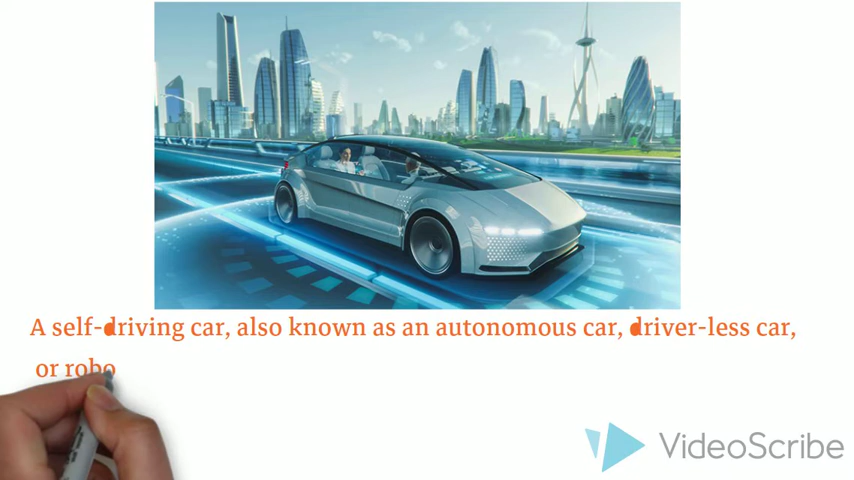 A self-driving car, also known as an autonomous car, driver-less car,
or robo
VideoScribe